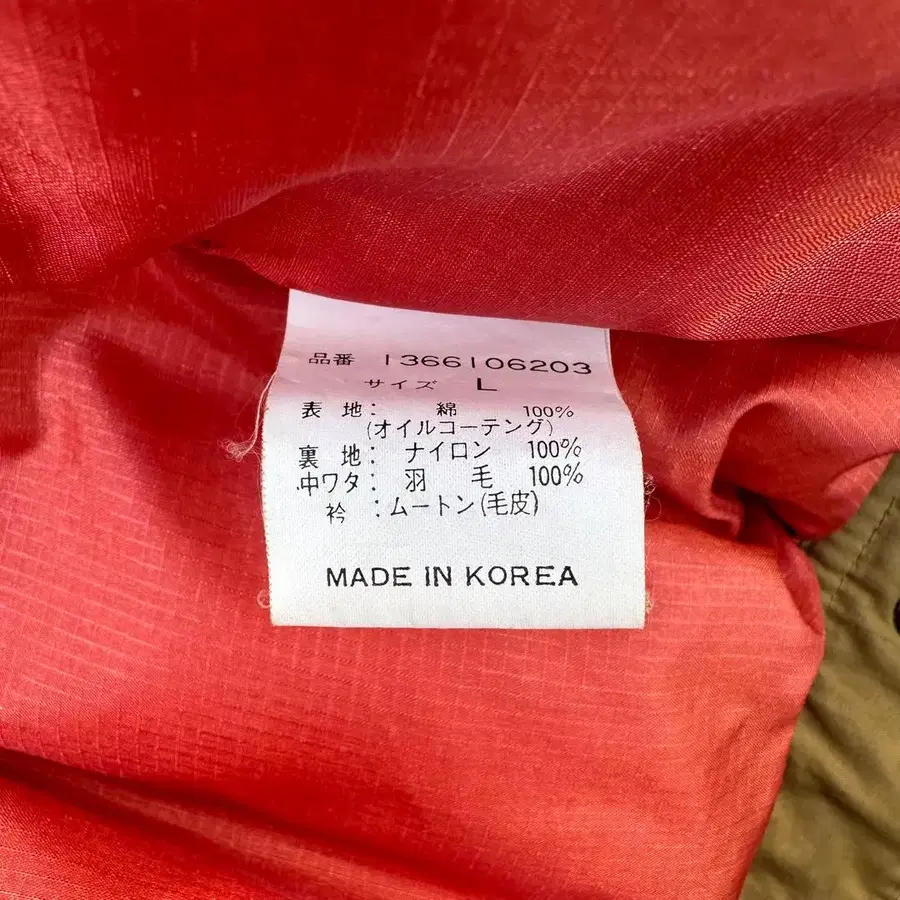 品番 1366106203
サイズ L
表地: 綿 100%
(オイルコーテング)
裏地: ナイロン 100%
中ワタ: 羽毛 100%
衿 : ムートン(毛皮)
MADE IN KOREA